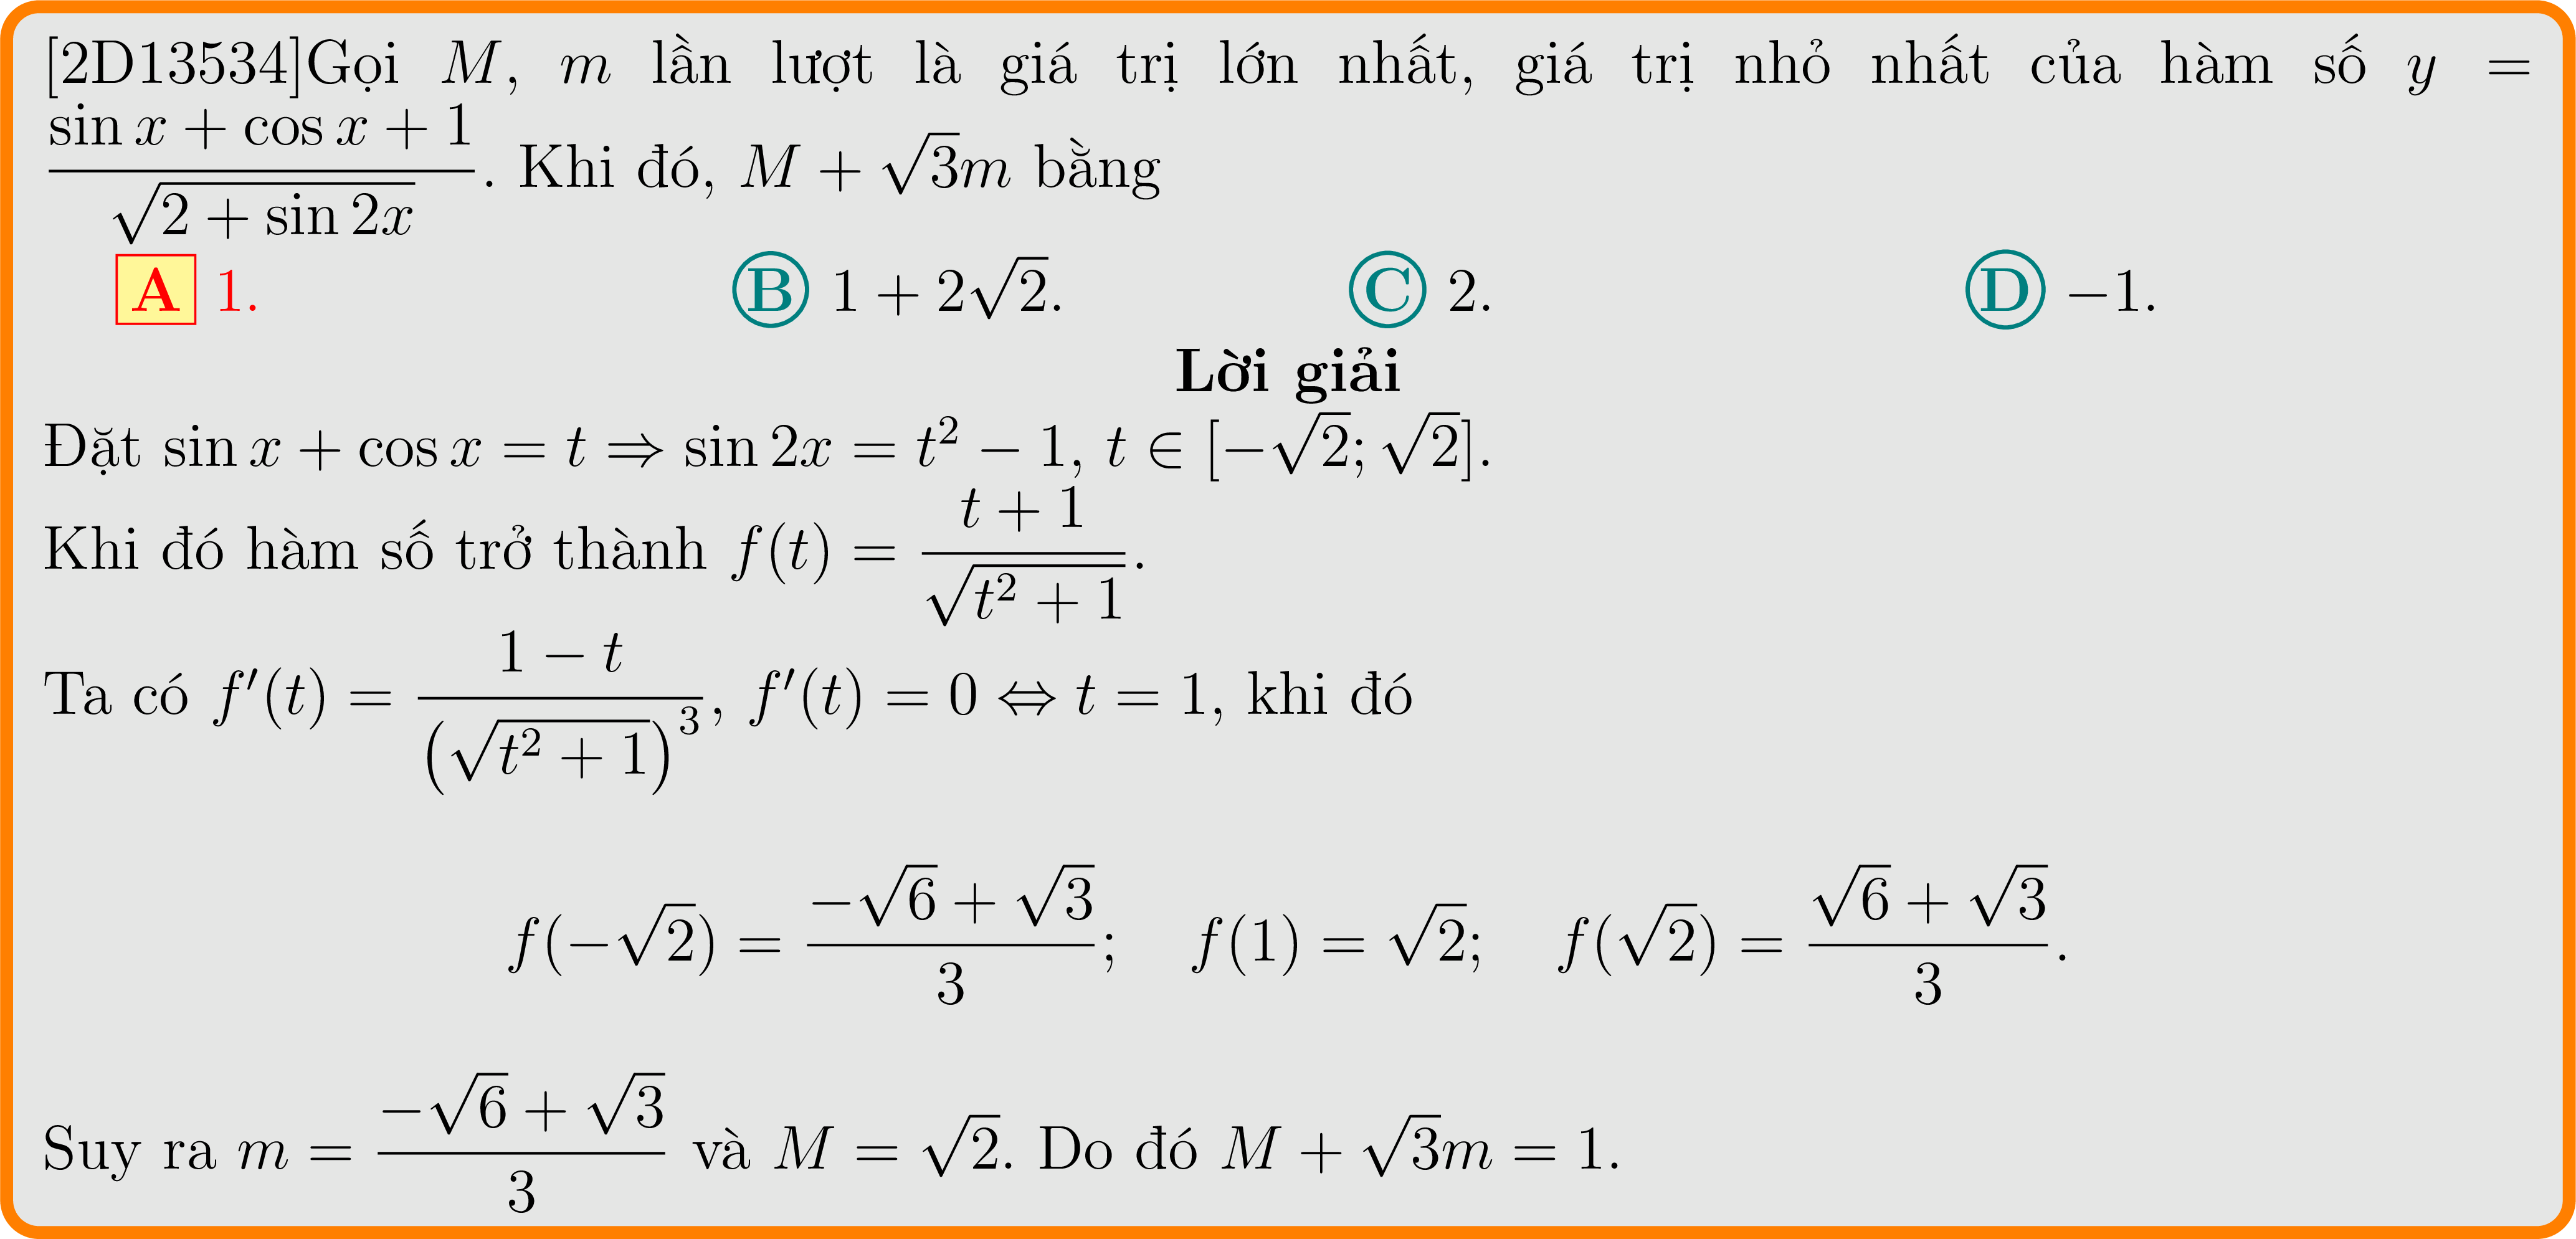 [2D13534]Gọi M, m lần lượt là giá trị lớn nhất, giá trị nhỏ nhất của hàm số y =
\frac{\sin x + \cos x + 1}{\sqrt{2 + \sin 2x}}. Khi đó, M + \sqrt{3}m bằng
A 1. B 1 + 2\sqrt{2}. C 2. D −1.
Lời giải
Đặt sin x + cos x = t ⇒ sin 2x = t^2 − 1, t ∈ [−\sqrt{2}; \sqrt{2}].
Khi đó hàm số trở thành f(t) = \frac{t + 1}{\sqrt{t^2 + 1}}.
Ta có f′(t) = \frac{1 − t}{(\sqrt{t^2 + 1})^3}, f′(t) = 0 ⇔ t = 1, khi đó
f(−\sqrt{2}) = \frac{−\sqrt{6} + \sqrt{3}}{3}; f(1) = \sqrt{2}; f(\sqrt{2}) = \frac{\sqrt{6} + \sqrt{3}}{3}.
Suy ra m = \frac{−\sqrt{6} + \sqrt{3}}{3} và M = \sqrt{2}. Do đó M + \sqrt{3}m = 1.